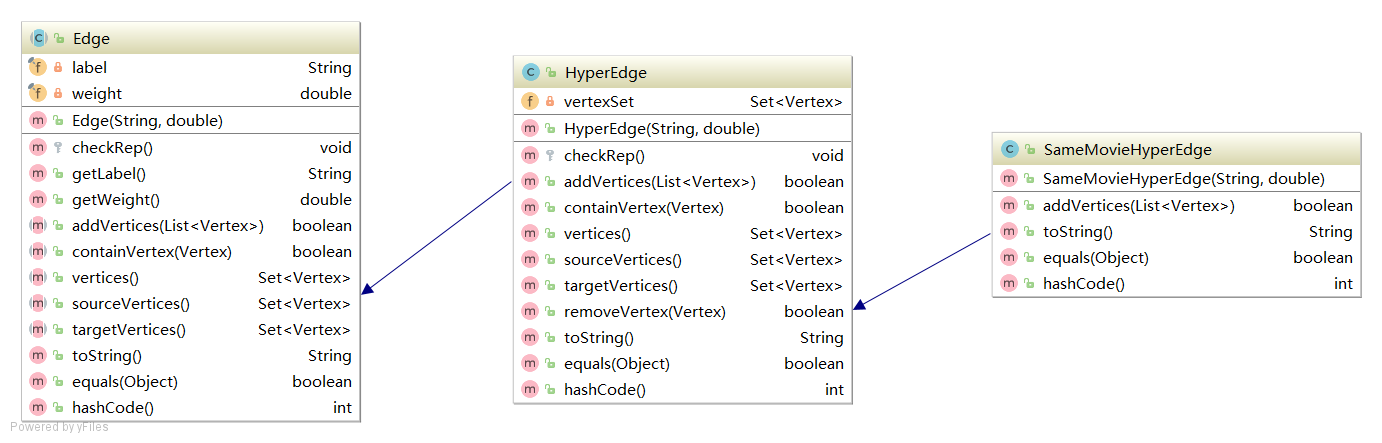 Edge
label String
weight double
Edge(String, double)
checkRep() void
getLabel() String
getWeight() double
addVertices(List<Vertex>) boolean
containVertex(Vertex) boolean
vertices() Set<Vertex>
sourceVertices() Set<Vertex>
targetVertices() Set<Vertex>
toString() String
equals(Object) boolean
hashCode() int
HyperEdge
vertexSet Set<Vertex>
HyperEdge(String, double)
checkRep() void
addVertices(List<Vertex>) boolean
containVertex(Vertex) boolean
vertices() Set<Vertex>
sourceVertices() Set<Vertex>
targetVertices() Set<Vertex>
removeVertex(Vertex) boolean
toString() String
equals(Object) boolean
hashCode() int
SameMovieHyperEdge
SameMovieHyperEdge(String, double)
addVertices(List<Vertex>) boolean
toString() String
equals(Object) boolean
hashCode() int
Powered by yFiles